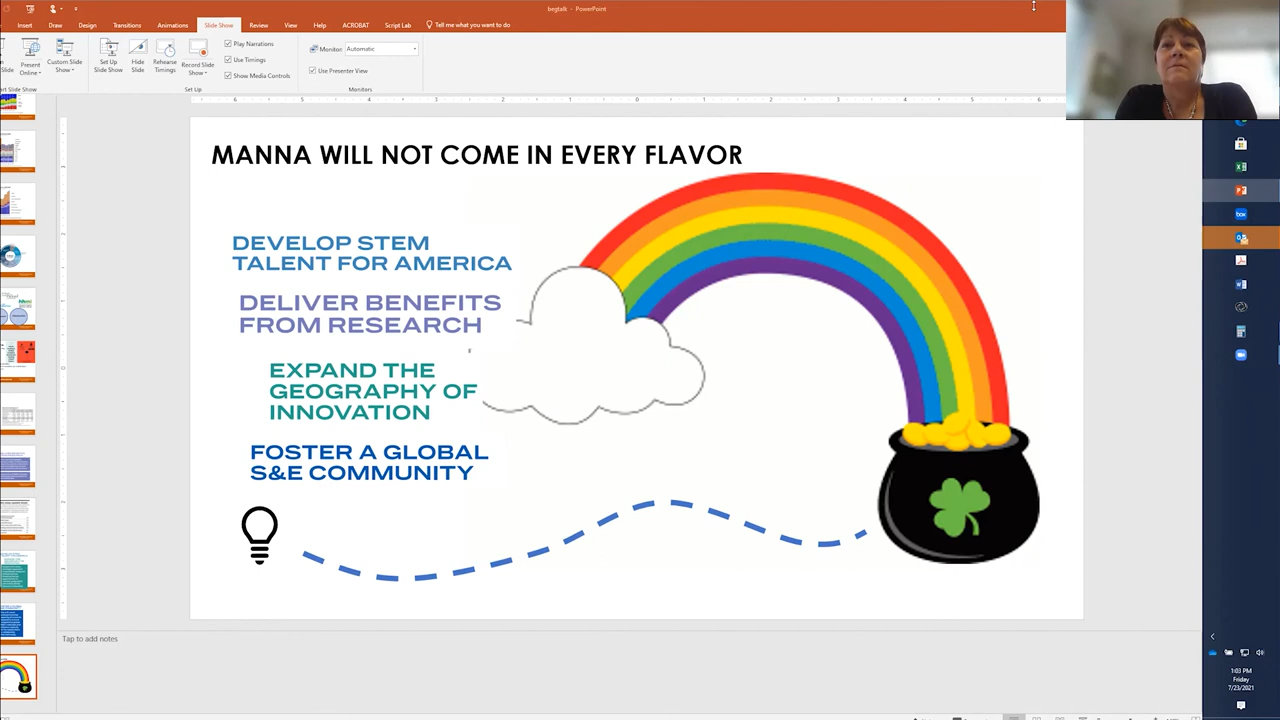 begtalk - PowerPoint
Insert Draw Design Transitions Animations Slide Show Review View Help ACROBAT Script Lab Tell me what you want to do
Present Online
Custom Slide Show
Set Up Slide Show
Hide Slide
Rehearse Timings
Record Slide Show
Play Narrations
Use Timings
Show Media Controls
Monitor: Automatic
Use Presenter View
Set Up
Monitors
MANNA WILL NOT COME IN EVERY FLAVOR
DEVELOP STEM
TALENT FOR AMERICA
DELIVER BENEFITS
FROM RESEARCH
EXPAND THE
GEOGRAPHY OF
INNOVATION
FOSTER A GLOBAL
S&E COMMUNITY
Tap to add notes
1:03 PM
Friday
7/23/2021